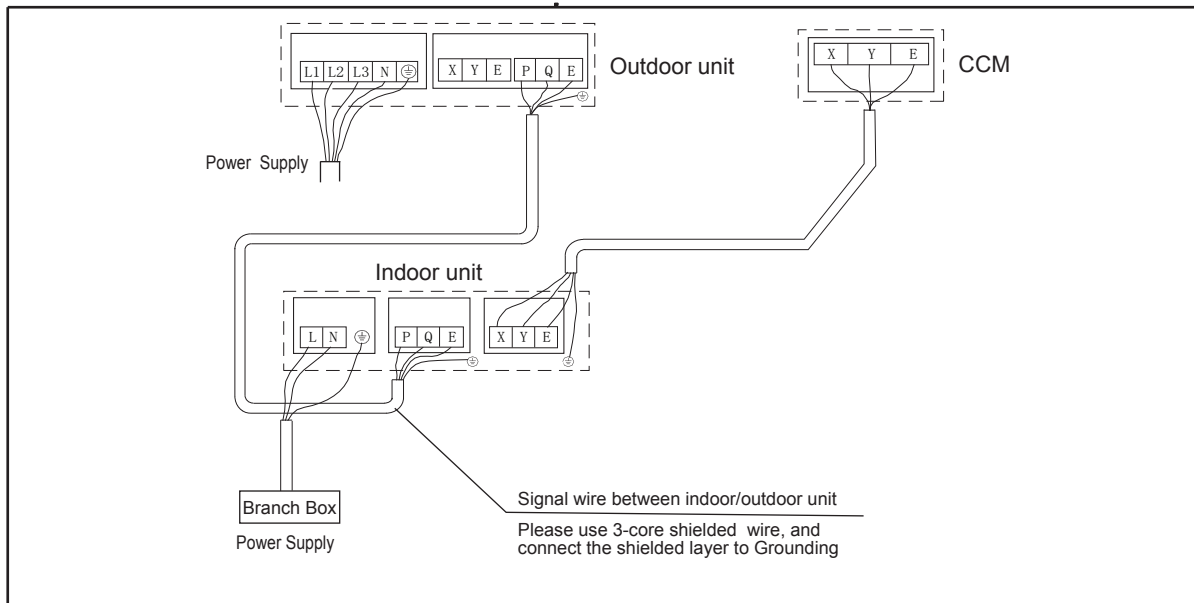 L1 L2 L3 N
X Y E P Q E
Outdoor unit
X Y E
CCM
Power Supply
Indoor unit
L N
P Q E
X Y E
Branch Box
Power Supply
Signal wire between indoor/outdoor unit
Please use 3-core shielded wire, and
connect the shielded layer to Grounding